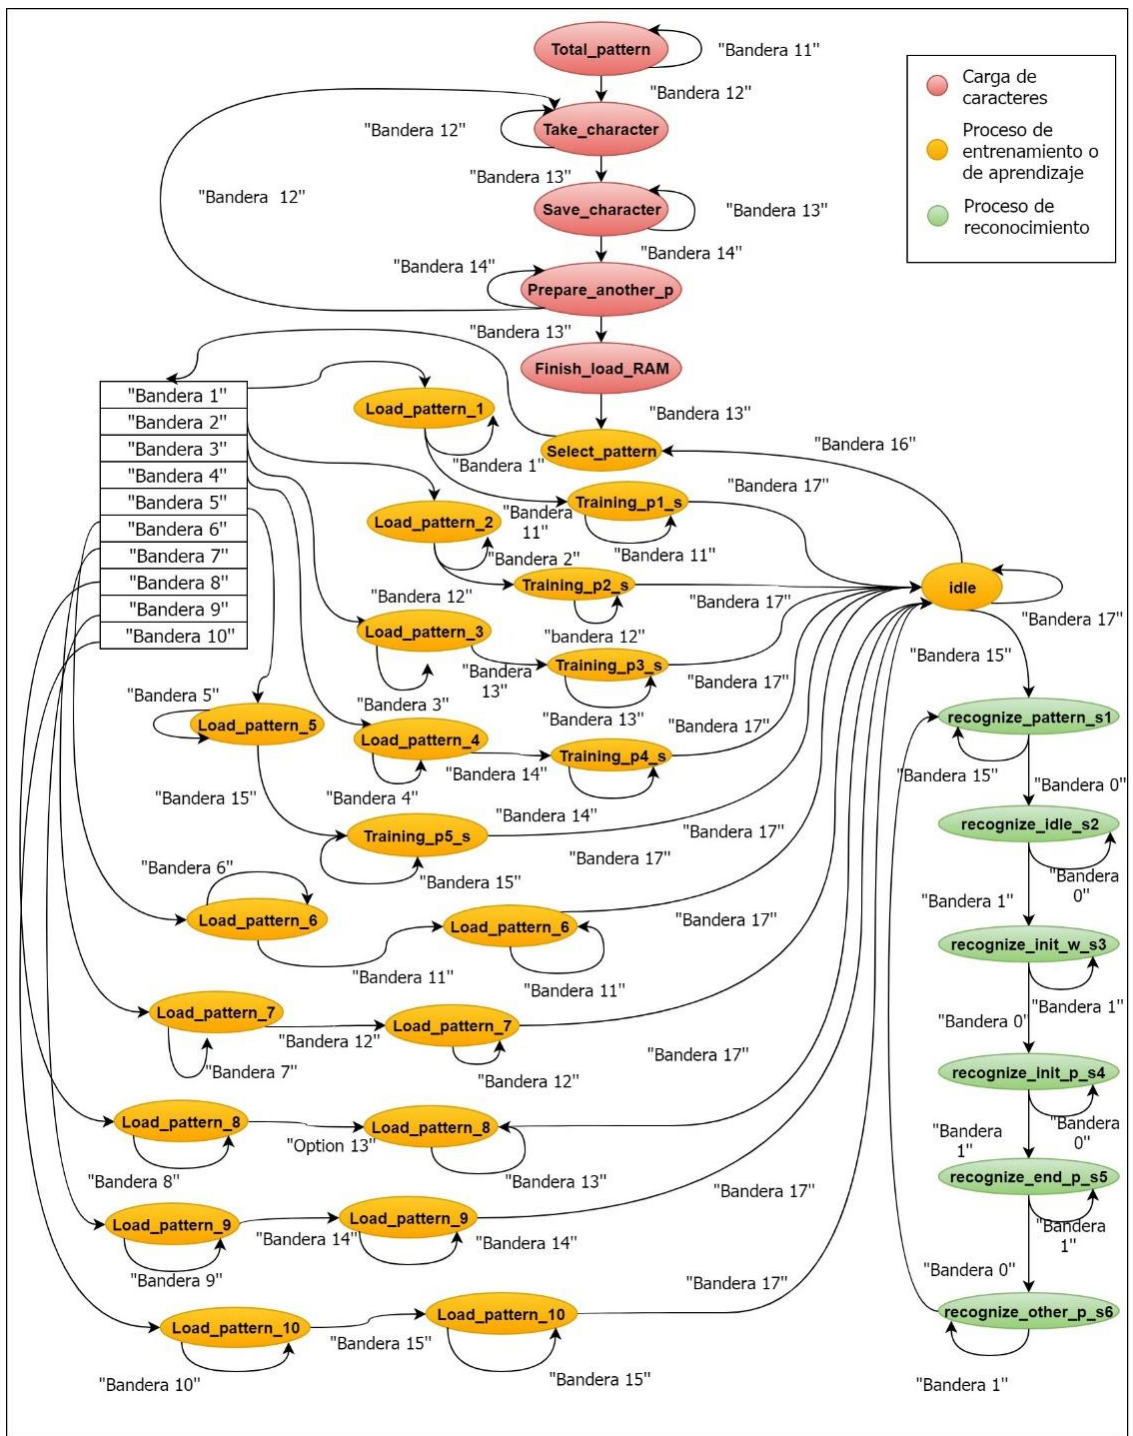 Total_pattern
"Bandera 11"
"Bandera 12"
Carga de
caracteres
Proceso de
entrenamiento o
de aprendizaje
Proceso de
reconocimiento
"Bandera 12"
Take_character
"Bandera 13"
"Bandera  12"
Save_character
"Bandera 13"
"Bandera 14"
"Bandera 14"
Prepare_another_p
"Bandera 13"
Finish_load_RAM
"Bandera 13"
"Bandera 1"
"Bandera 2"
"Bandera 3"
"Bandera 4"
"Bandera 5"
"Bandera 6"
"Bandera 7"
"Bandera 8"
"Bandera 9"
"Bandera 10"
Load_pattern_1
"Bandera 1"
Select_pattern
"Bandera 16"
"Bandera
11"
Training_p1_s
"Bandera 17"
"Bandera 11"
Load_pattern_2
"Bandera 2"
"Bandera 12"
Training_p2_s
"Bandera 17"
"Bandera 12"
idle
"Bandera 17"
"Bandera 15"
Load_pattern_3
"Bandera 3"
"Bandera
13"
Training_p3_s
"Bandera 17"
"Bandera 13"
"Bandera 5"
Load_pattern_5
Load_pattern_4
"Bandera 4"
"Bandera 14"
Training_p4_s
"Bandera 17"
"Bandera 14"
"Bandera 15"
Training_p5_s
"Bandera 15"
"Bandera 17"
"Bandera 17"
"Bandera 6"
Load_pattern_6
"Bandera 11"
Load_pattern_6
"Bandera 11"
"Bandera 17"
Load_pattern_7
"Bandera 7"
"Bandera 12"
Load_pattern_7
"Bandera 12"
"Bandera 17"
Load_pattern_8
"Bandera 8"
"Option 13"
Load_pattern_8
"Bandera 13"
"Bandera 17"
Load_pattern_9
"Bandera 9"
"Bandera 14"
Load_pattern_9
"Bandera 14"
"Bandera 17"
Load_pattern_10
"Bandera 10"
"Bandera 15"
Load_pattern_10
"Bandera 15"
recognize_pattern_s1
"Bandera 15"
"Bandera 0"
recognize_idle_s2
"Bandera
0"
"Bandera 1"
recognize_init_w_s3
"Bandera 1"
"Bandera 0"
recognize_init_p_s4
"Bandera
0"
"Bandera
1"
recognize_end_p_s5
"Bandera
1"
"Bandera 0"
recognize_other_p_s6
"Bandera 1"